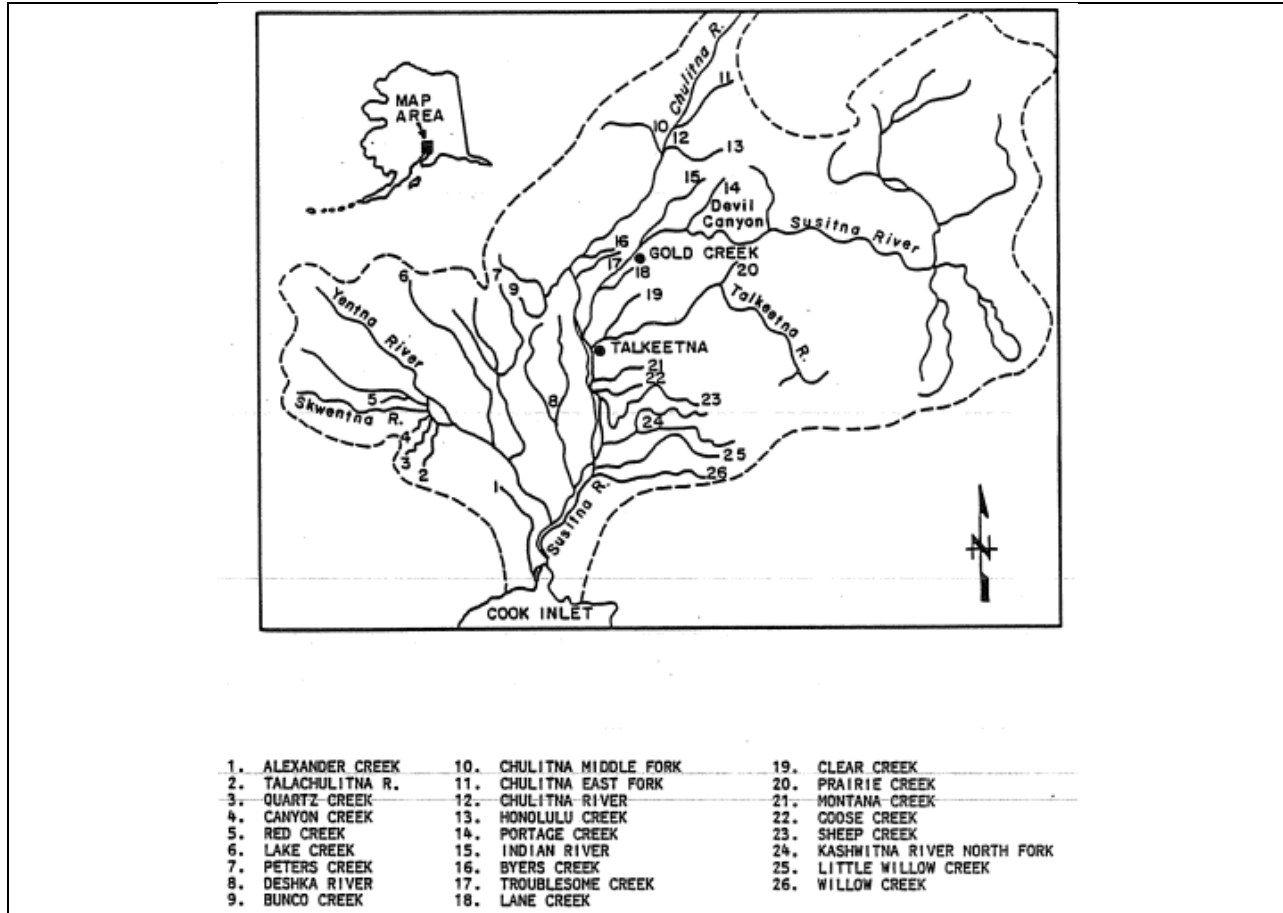 Chulitna R.
MAP
AREA
11
10
12
13
15
14
Devil
Canyon
Susitna River
16
17
GOLD CREEK
18
7
6
9
20
19
Talkeetna R.
Yentna
River
TALKEETNA
21
22
5
8
23
Skwentna R.
24
4
3
2
25
26
1
Susitna R.
N
COOK INLET
1. ALEXANDER CREEK
2. TALACHULITNA R.
3. QUARTZ CREEK
4. CANYON CREEK
5. RED CREEK
6. LAKE CREEK
7. PETERS CREEK
8. DESHKA RIVER
9. BUNCO CREEK
10. CHULITNA MIDDLE FORK
11. CHULITNA EAST FORK
12. CHULITNA RIVER
13. HONOLULU CREEK
14. PORTAGE CREEK
15. INDIAN RIVER
16. BYERS CREEK
17. TROUBLESOME CREEK
18. LANE CREEK
19. CLEAR CREEK
20. PRAIRIE CREEK
21. MONTANA CREEK
22. GOOSE CREEK
23. SHEEP CREEK
24. KASHWITNA RIVER NORTH FORK
25. LITTLE WILLOW CREEK
26. WILLOW CREEK